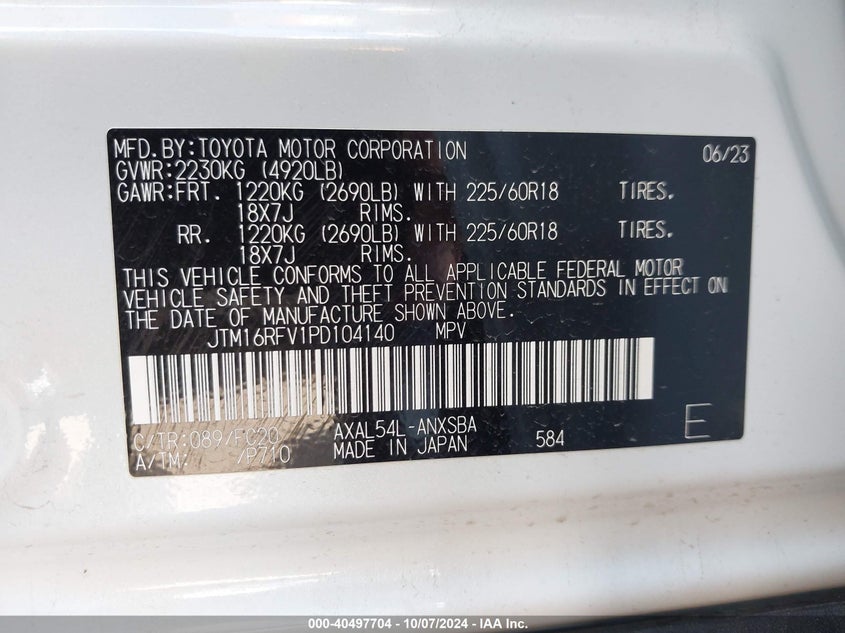 MFD.BY:TOYOTA MOTOR CORPORATION 06/23
GVWR:2230KG (4920LB)
GAWR:FRT. 1220KG (2690LB) WITH 225/60R18 TIRES.
18X7J RIMS.
RR. 1220KG (2690LB) WITH 225/60R18 TIRES.
18X7J RIMS.
THIS VEHICLE CONFORMS TO ALL APPLICABLE FEDERAL MOTOR
VEHICLE SAFETY AND THEFT PREVENTION STANDARDS IN EFFECT ON
THE DATE OF MANUFACTURE SHOWN ABOVE.
JTM16RFV1PD104140 MPV
C/TR:089/FC20 AXAL54L-ANXSBA E
A/TM: /P710 MADE IN JAPAN 584
000-40497704 - 10/07/2024 - IAA Inc.